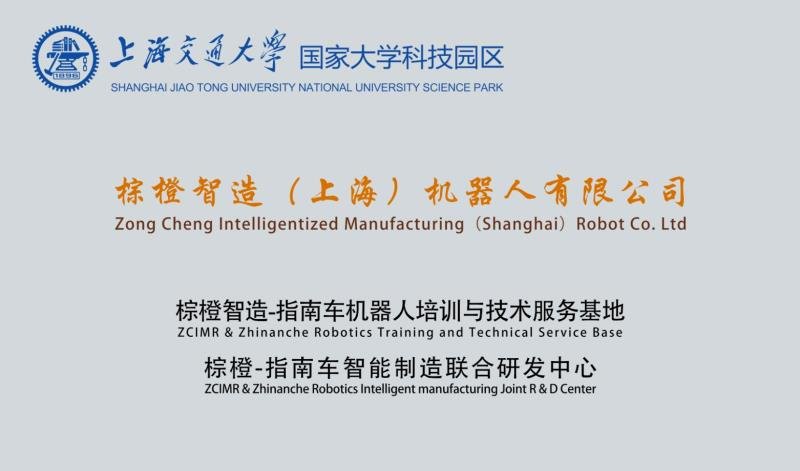 1896
上海交通大学 国家大学科技园区
SHANGHAI JIAO TONG UNIVERSITY NATIONAL UNIVERSITY SCIENCE PARK
棕橙智造（上海）机器人有限公司
Zong Cheng Intelligentized Manufacturing（Shanghai）Robot Co. Ltd
棕橙智造-指南车机器人培训与技术服务基地
ZCIMR & Zhinanche Robotics Training and Technical Service Base
棕橙-指南车智能制造联合研发中心
ZCIMR & Zhinanche Robotics Intelligent manufacturing Joint R & D Center